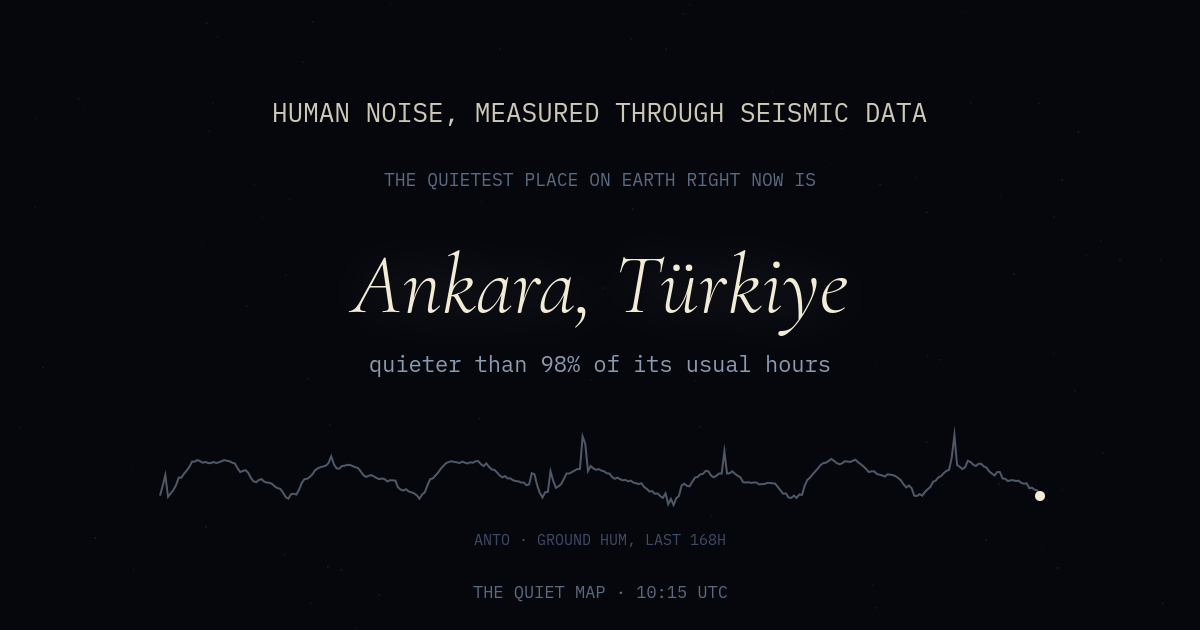 HUMAN NOISE, MEASURED THROUGH SEISMIC DATA
THE QUIETEST PLACE ON EARTH RIGHT NOW IS
Ankara, Türkiye
quieter than 98% of its usual hours
ANTO · GROUND HUM, LAST 168H
THE QUIET MAP · 10:15 UTC